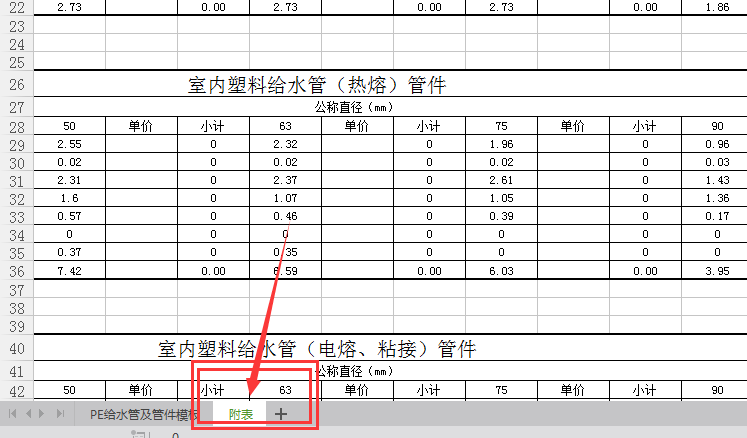 22 2.73 0.00 2.73 0.00 2.73 0.00 1.86
23
24
25
26 室内塑料给水管（热熔）管件
27 公称直径（mm）
28 50 单价 小计 63 单价 小计 75 单价 小计 90
29 2.55 0 2.32 0 1.96 0 0.96
30 0.02 0 0.02 0 0.02 0 0.03
31 2.31 0 2.37 0 2.61 0 1.43
32 1.6 0 1.07 0 1.05 0 1.36
33 0.57 0 0.46 0 0.39 0 0.17
34 0 0 0 0 0 0 0
35 0.37 0 0.35 0 0 0 0
36 7.42 0.00 6.59 0.00 6.03 0.00 3.95
37
38
39
40 室内塑料给水管（电熔、粘接）管件
41 公称直径（mm）
42 50 单价 小计 63 单价 小计 75 单价 小计 90
PE给水管及管件模板 附表